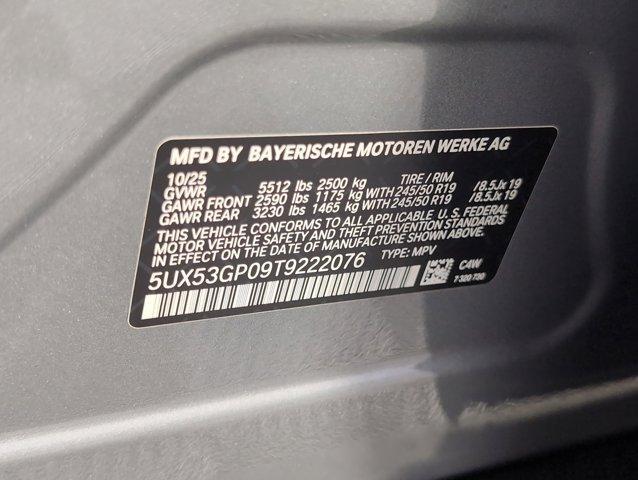 MFD BY BAYERISCHE MOTOREN WERKE AG
10/25 TIRE / RIM
GVWR 5512 lbs 2500 kg
GAWR FRONT 2590 lbs 1175 kg WITH 245/50 R19 /8.5Jx19
GAWR REAR 3230 lbs 1465 kg WITH 245/50 R19 /8.5Jx19
THIS VEHICLE CONFORMS TO ALL APPLICABLE U.S. FEDERAL
MOTOR VEHICLE SAFETY AND THEFT PREVENTION STANDARDS
IN EFFECT ON THE DATE OF MANUFACTURE SHOWN ABOVE.
5UX53GP09T9222076 TYPE: MPV
C4W
7 320 730